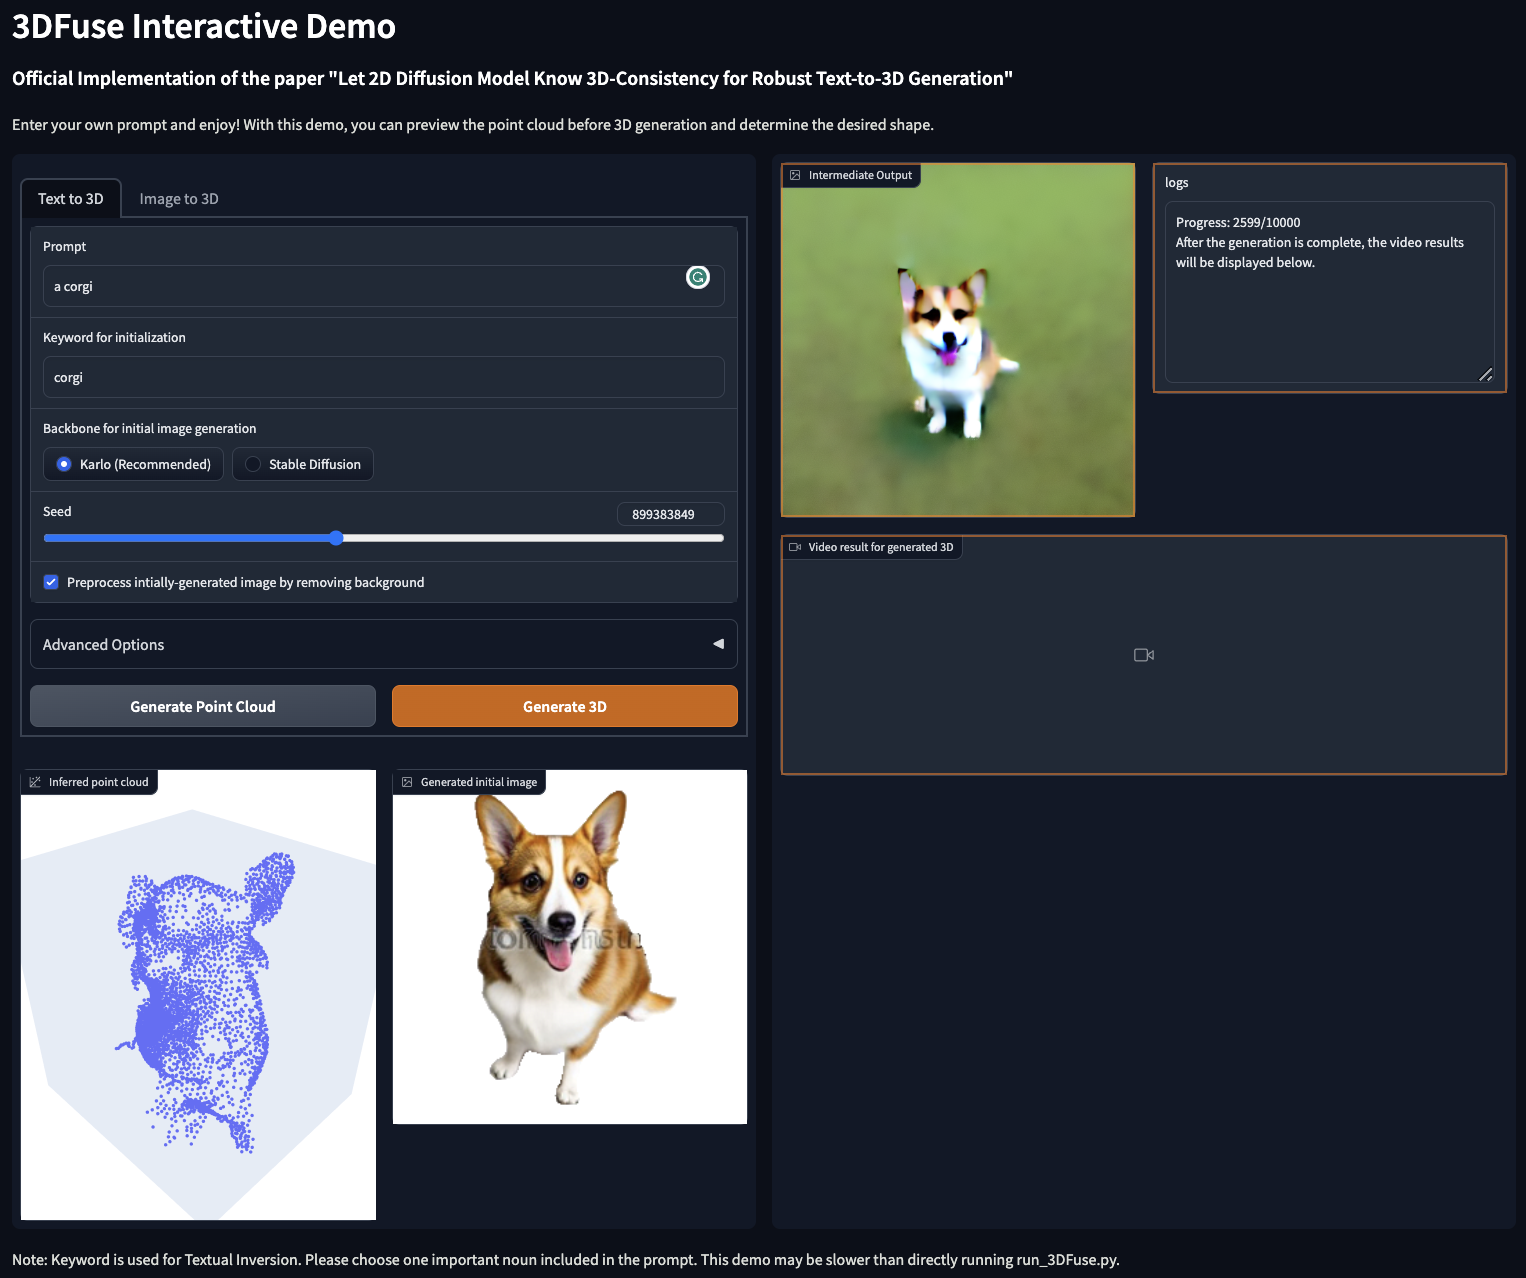 3DFuse Interactive Demo
Official Implementation of the paper "Let 2D Diffusion Model Know 3D-Consistency for Robust Text-to-3D Generation"
Enter your own prompt and enjoy! With this demo, you can preview the point cloud before 3D generation and determine the desired shape.
Text to 3D
Image to 3D
Prompt
a corgi
Keyword for initialization
corgi
Backbone for initial image generation
Karlo (Recommended)
Stable Diffusion
Seed
899383849
Preprocess intially-generated image by removing background
Advanced Options
Generate Point Cloud
Generate 3D
Inferred point cloud
Generated initial image
Intermediate Output
logs
Progress: 2599/10000
After the generation is complete, the video results
will be displayed below.
Video result for generated 3D
Note: Keyword is used for Textual Inversion. Please choose one important noun included in the prompt. This demo may be slower than directly running run_3DFuse.py.